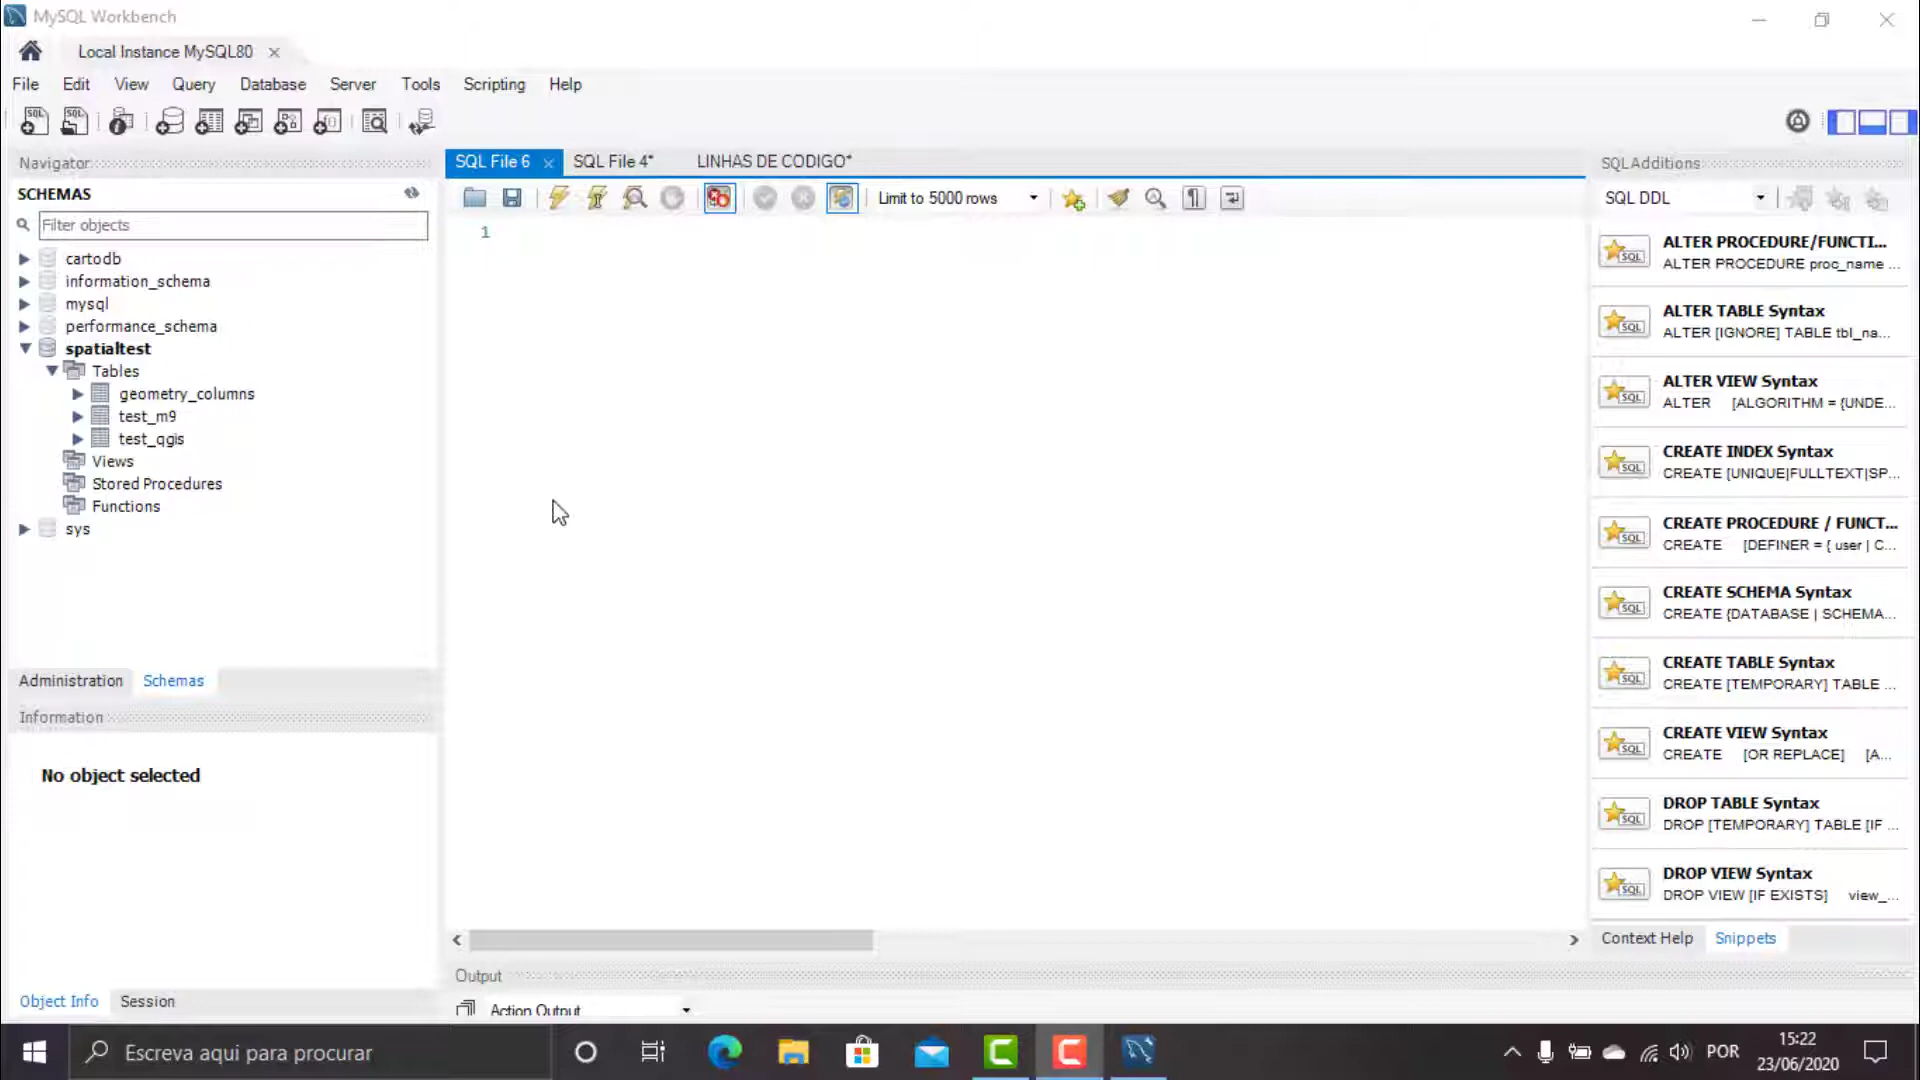 MySQL Workbench
Local Instance MySQL80
File Edit View Query Database Server Tools Scripting Help
Navigator
SCHEMAS
Filter objects
cartodb
information_schema
mysql
performance_schema
spatialtest
Tables
geometry_columns
test_m9
test_qgis
Views
Stored Procedures
Functions
sys
Administration Schemas
Information
No object selected
Object Info Session
SQL File 6 SQL File 4* LINHAS DE CODIGO*
Limit to 5000 rows
1
Output
Action Output
SQL Additions
SQL DDL
ALTER PROCEDURE/FUNCTI...
ALTER PROCEDURE proc_name ...
ALTER TABLE Syntax
ALTER [IGNORE] TABLE tbl_na...
ALTER VIEW Syntax
ALTER [ALGORITHM = {UNDE...
CREATE INDEX Syntax
CREATE [UNIQUE|FULLTEXT|SP...
CREATE PROCEDURE / FUNCT...
CREATE [DEFINER = { user | C...
CREATE SCHEMA Syntax
CREATE {DATABASE | SCHEMA...
CREATE TABLE Syntax
CREATE [TEMPORARY] TABLE ...
CREATE VIEW Syntax
CREATE [OR REPLACE] [A...
DROP TABLE Syntax
DROP [TEMPORARY] TABLE [IF ...
DROP VIEW Syntax
DROP VIEW [IF EXISTS] view_...
Context Help Snippets
Escreva aqui para procurar
POR
15:22
23/06/2020